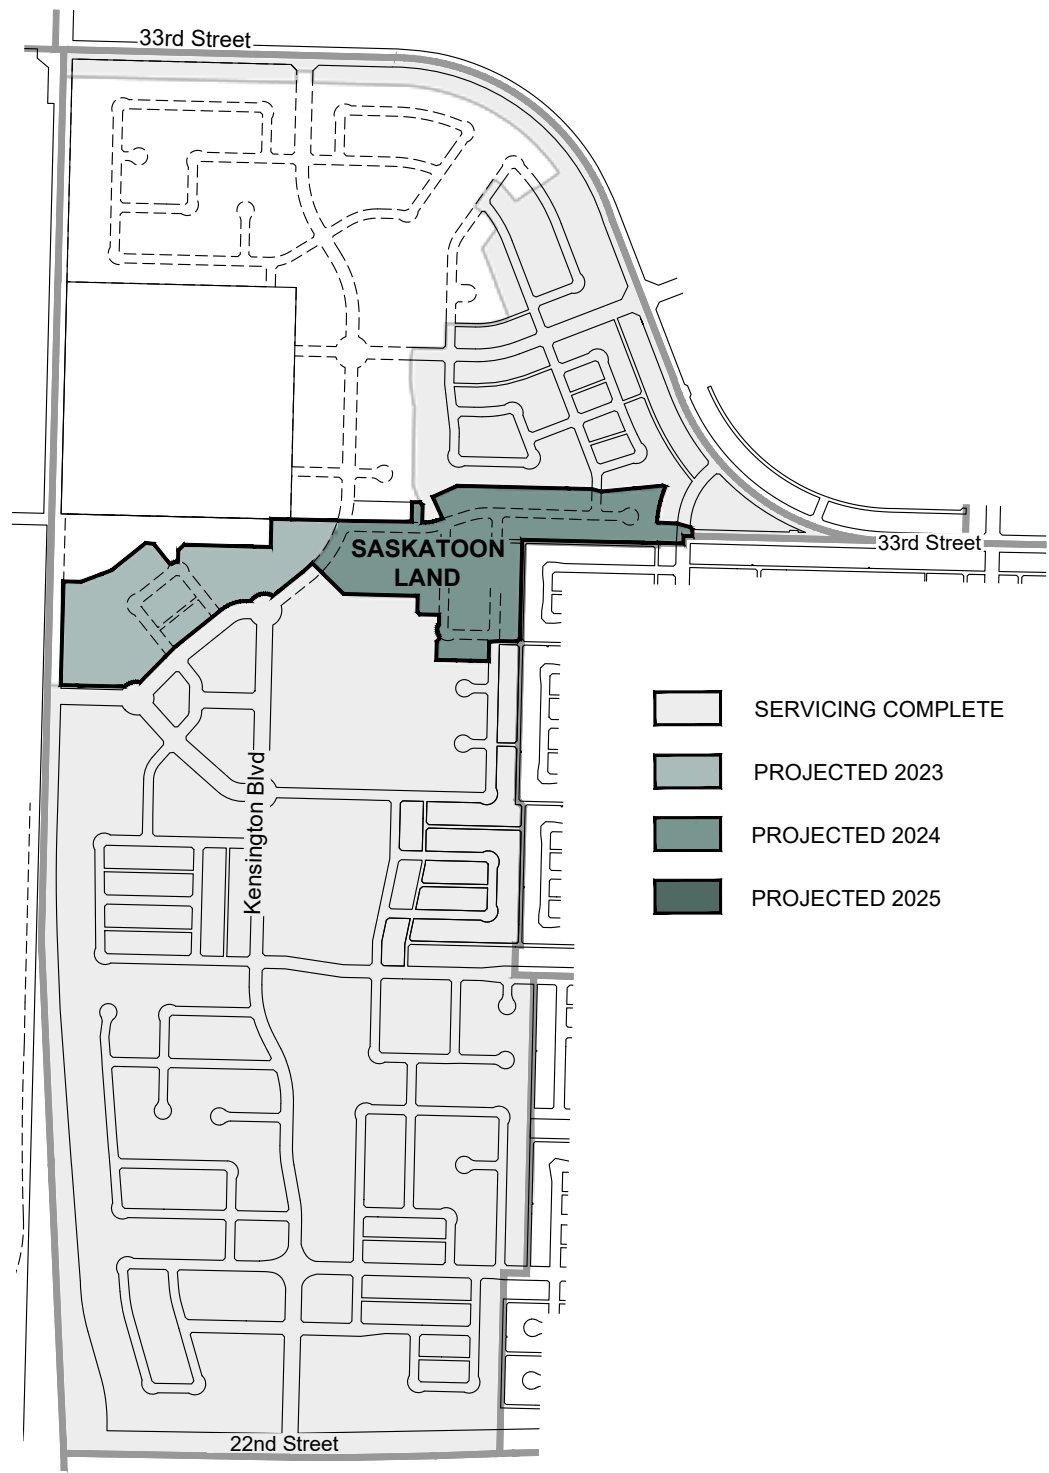 33rd Street
SASKATOON
LAND
33rd Street
SERVICING COMPLETE
PROJECTED 2023
PROJECTED 2024
PROJECTED 2025
Kensington Blvd
22nd Street